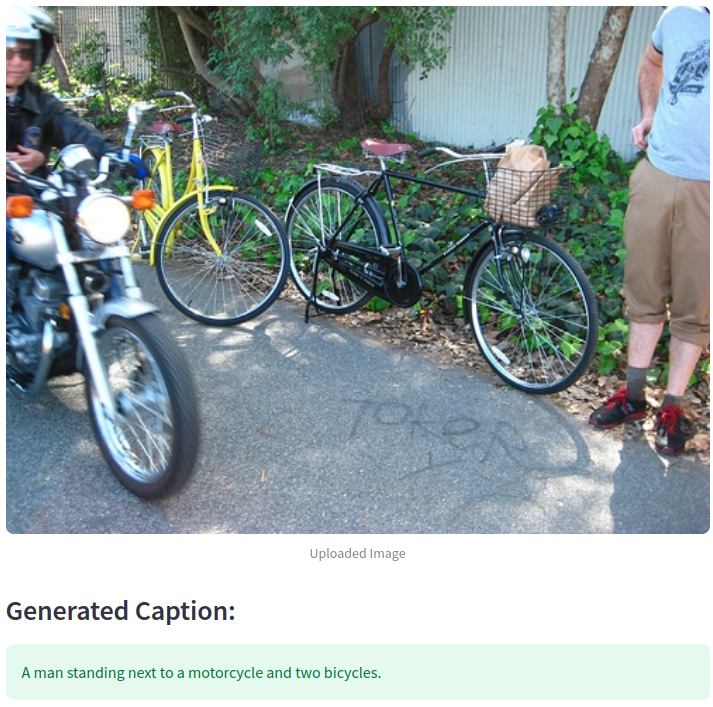 Uploaded Image
Generated Caption:
A man standing next to a motorcycle and two bicycles.